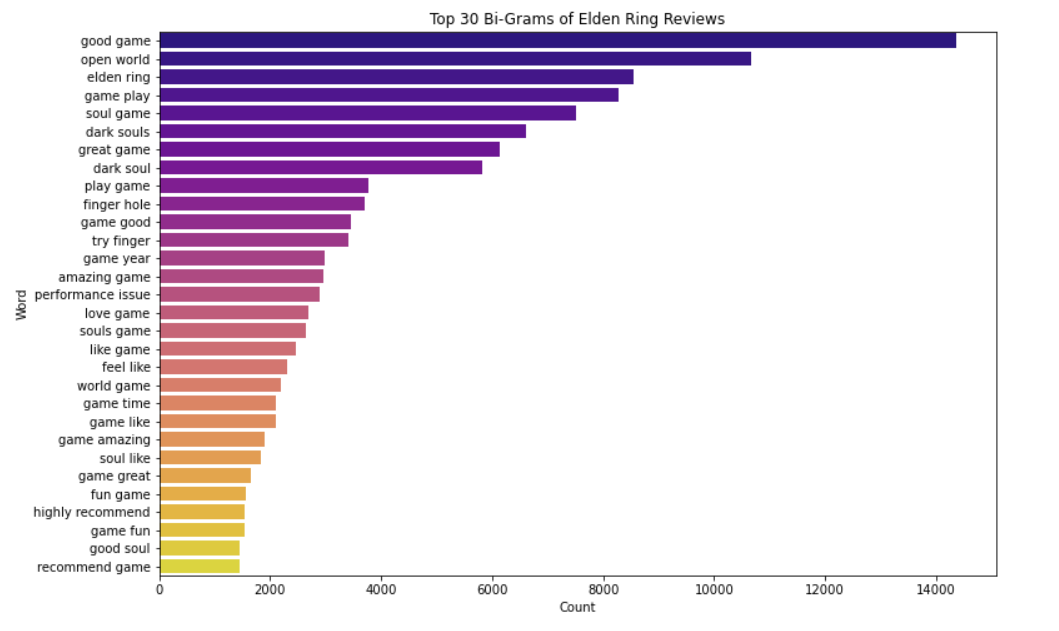 Top 30 Bi-Grams of Elden Ring Reviews
good game
open world
elden ring
game play
soul game
dark souls
great game
dark soul
play game
finger hole
game good
try finger
game year
amazing game
performance issue
love game
souls game
like game
feel like
world game
game time
game like
game amazing
soul like
game great
fun game
highly recommend
game fun
good soul
recommend game
Word
0 2000 4000 6000 8000 10000 12000 14000
Count